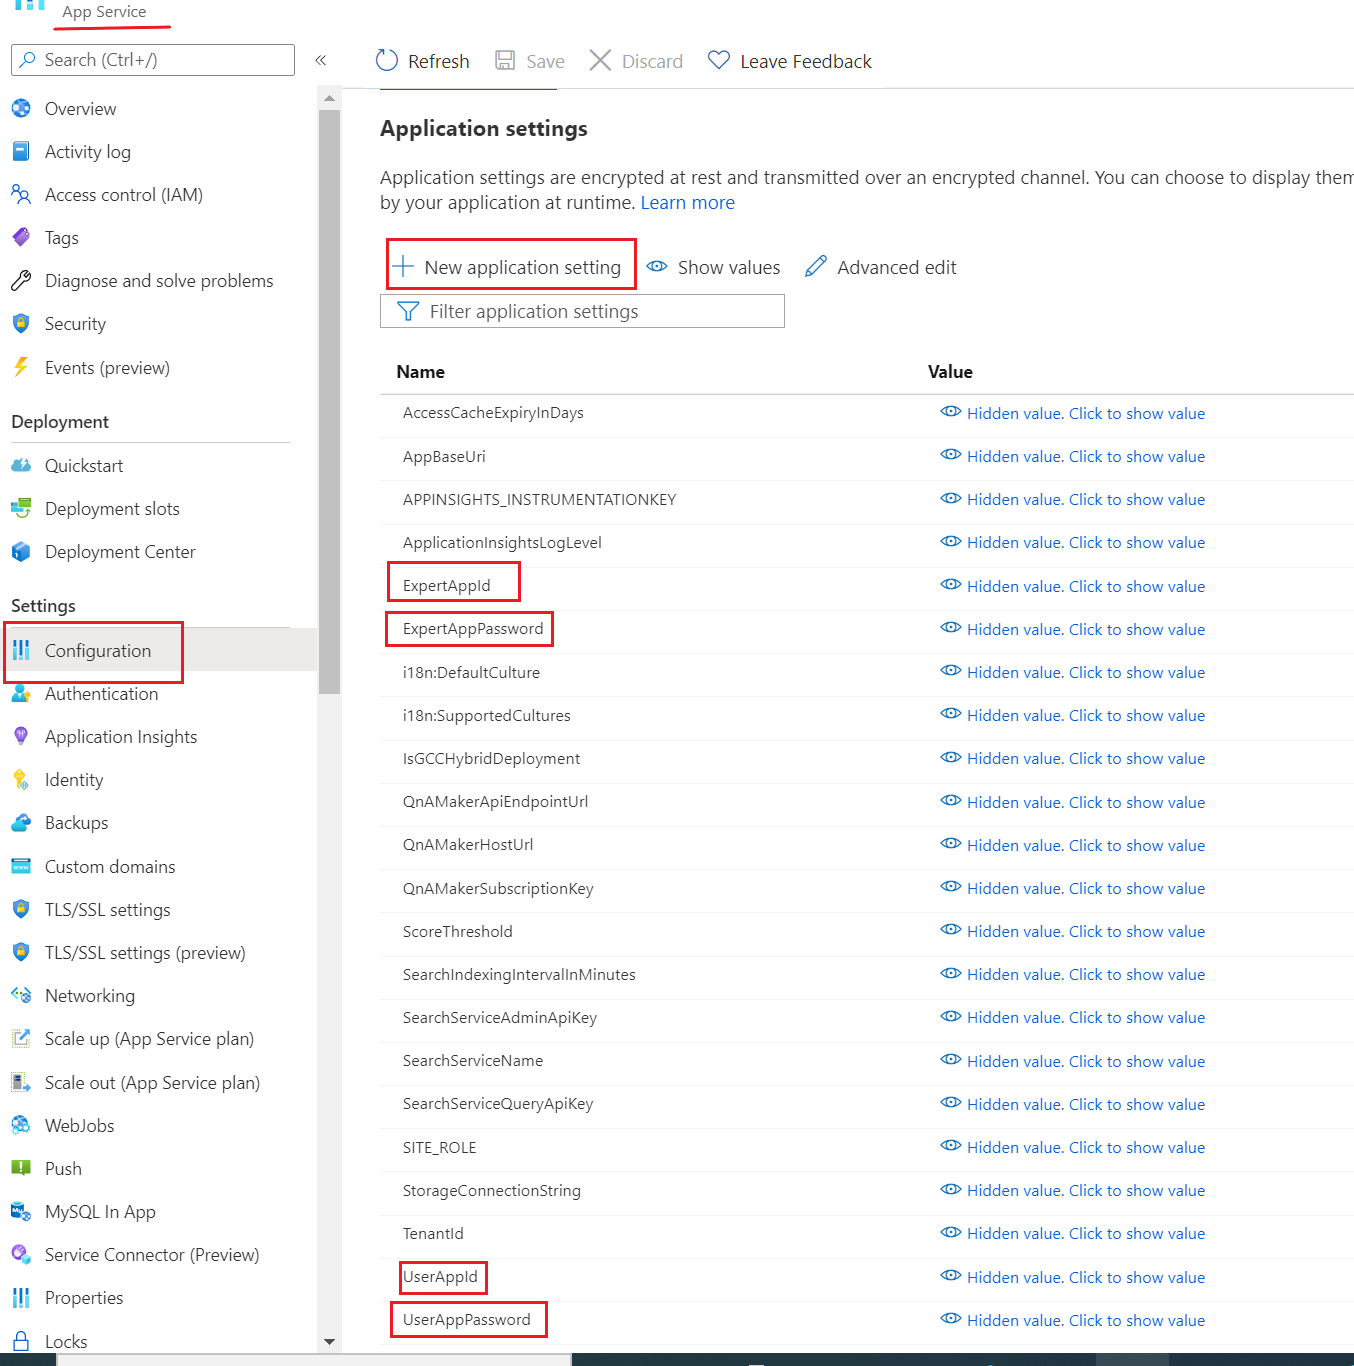 App Service
Search (Ctrl+/)
«
Refresh
Save
Discard
Leave Feedback
Overview
Activity log
Access control (IAM)
Tags
Diagnose and solve problems
Security
Events (preview)
Deployment
Quickstart
Deployment slots
Deployment Center
Settings
Configuration
Authentication
Application Insights
Identity
Backups
Custom domains
TLS/SSL settings
TLS/SSL settings (preview)
Networking
Scale up (App Service plan)
Scale out (App Service plan)
WebJobs
Push
MySQL In App
Service Connector (Preview)
Properties
Locks
Application settings
Application settings are encrypted at rest and transmitted over an encrypted channel. You can choose to display them
by your application at runtime. Learn more
New application setting
Show values
Advanced edit
Filter application settings
Name Value
AccessCacheExpiryInDays Hidden value. Click to show value
AppBaseUri Hidden value. Click to show value
APPINSIGHTS_INSTRUMENTATIONKEY Hidden value. Click to show value
ApplicationInsightsLogLevel Hidden value. Click to show value
ExpertAppId Hidden value. Click to show value
ExpertAppPassword Hidden value. Click to show value
i18n:DefaultCulture Hidden value. Click to show value
i18n:SupportedCultures Hidden value. Click to show value
IsGCCHybridDeployment Hidden value. Click to show value
QnAMakerApiEndpointUrl Hidden value. Click to show value
QnAMakerHostUrl Hidden value. Click to show value
QnAMakerSubscriptionKey Hidden value. Click to show value
ScoreThreshold Hidden value. Click to show value
SearchIndexingIntervalInMinutes Hidden value. Click to show value
SearchServiceAdminApiKey Hidden value. Click to show value
SearchServiceName Hidden value. Click to show value
SearchServiceQueryApiKey Hidden value. Click to show value
SITE_ROLE Hidden value. Click to show value
StorageConnectionString Hidden value. Click to show value
TenantId Hidden value. Click to show value
UserAppId Hidden value. Click to show value
UserAppPassword Hidden value. Click to show value